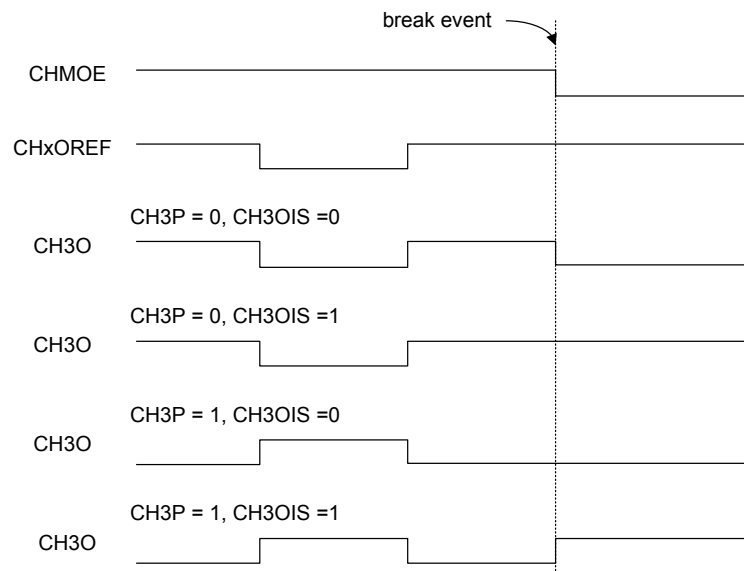 break event
CHMOE
CHxOREF
CH3P = 0, CH3OIS =0
CH3O
CH3P = 0, CH3OIS =1
CH3O
CH3P = 1, CH3OIS =0
CH3O
CH3P = 1, CH3OIS =1
CH3O